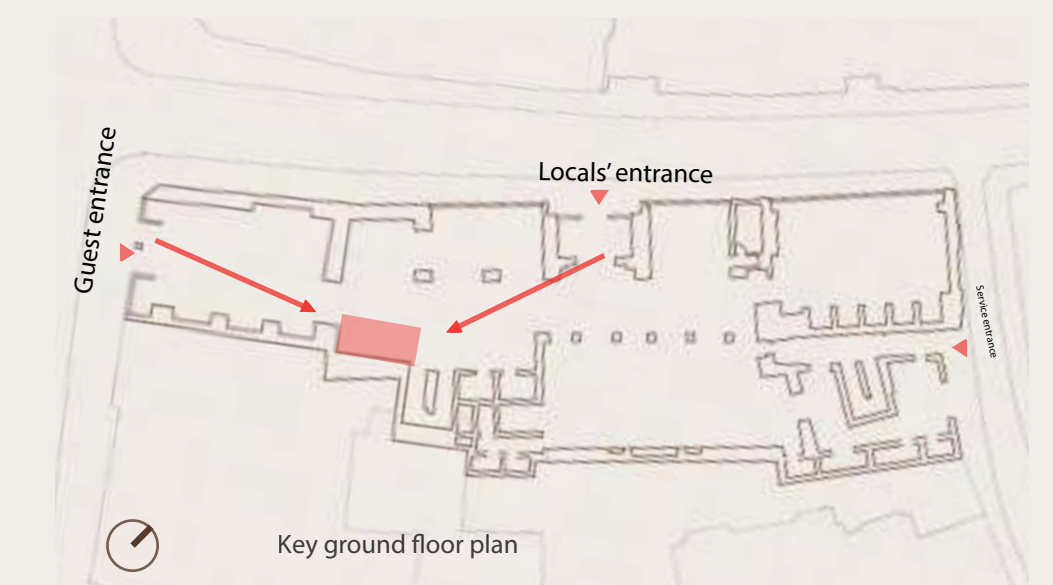 Guest entrance
Locals’ entrance
Service entrance
Key ground floor plan